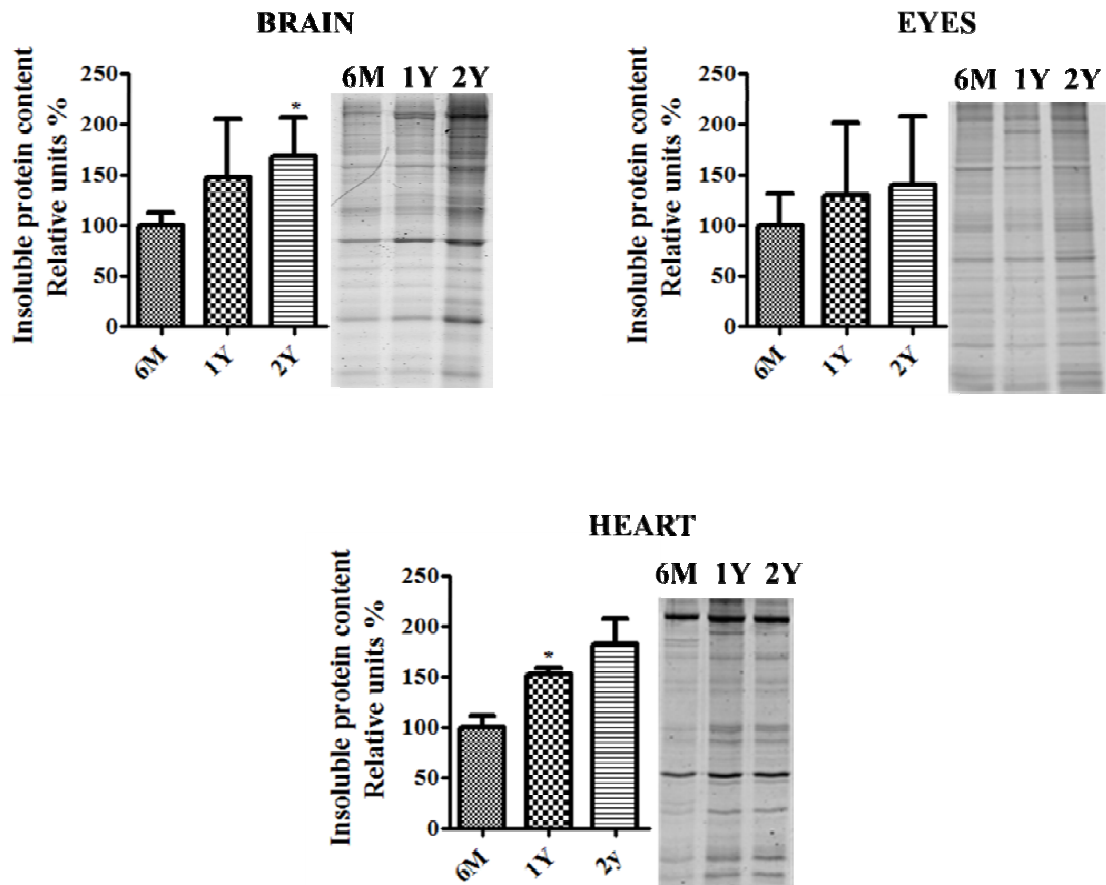 BRAIN
Insoluble protein content
Relative units %
250
200
150
100
50
0
*
6M
1Y
2Y
6M 1Y 2Y
EYES
Insoluble protein content
Relative units %
250
200
150
100
50
0
6M
1Y
2Y
6M 1Y 2Y
HEART
Insoluble protein content
Relative units %
250
200
150
100
50
0
*
6M
1Y
2y
6M 1Y 2Y